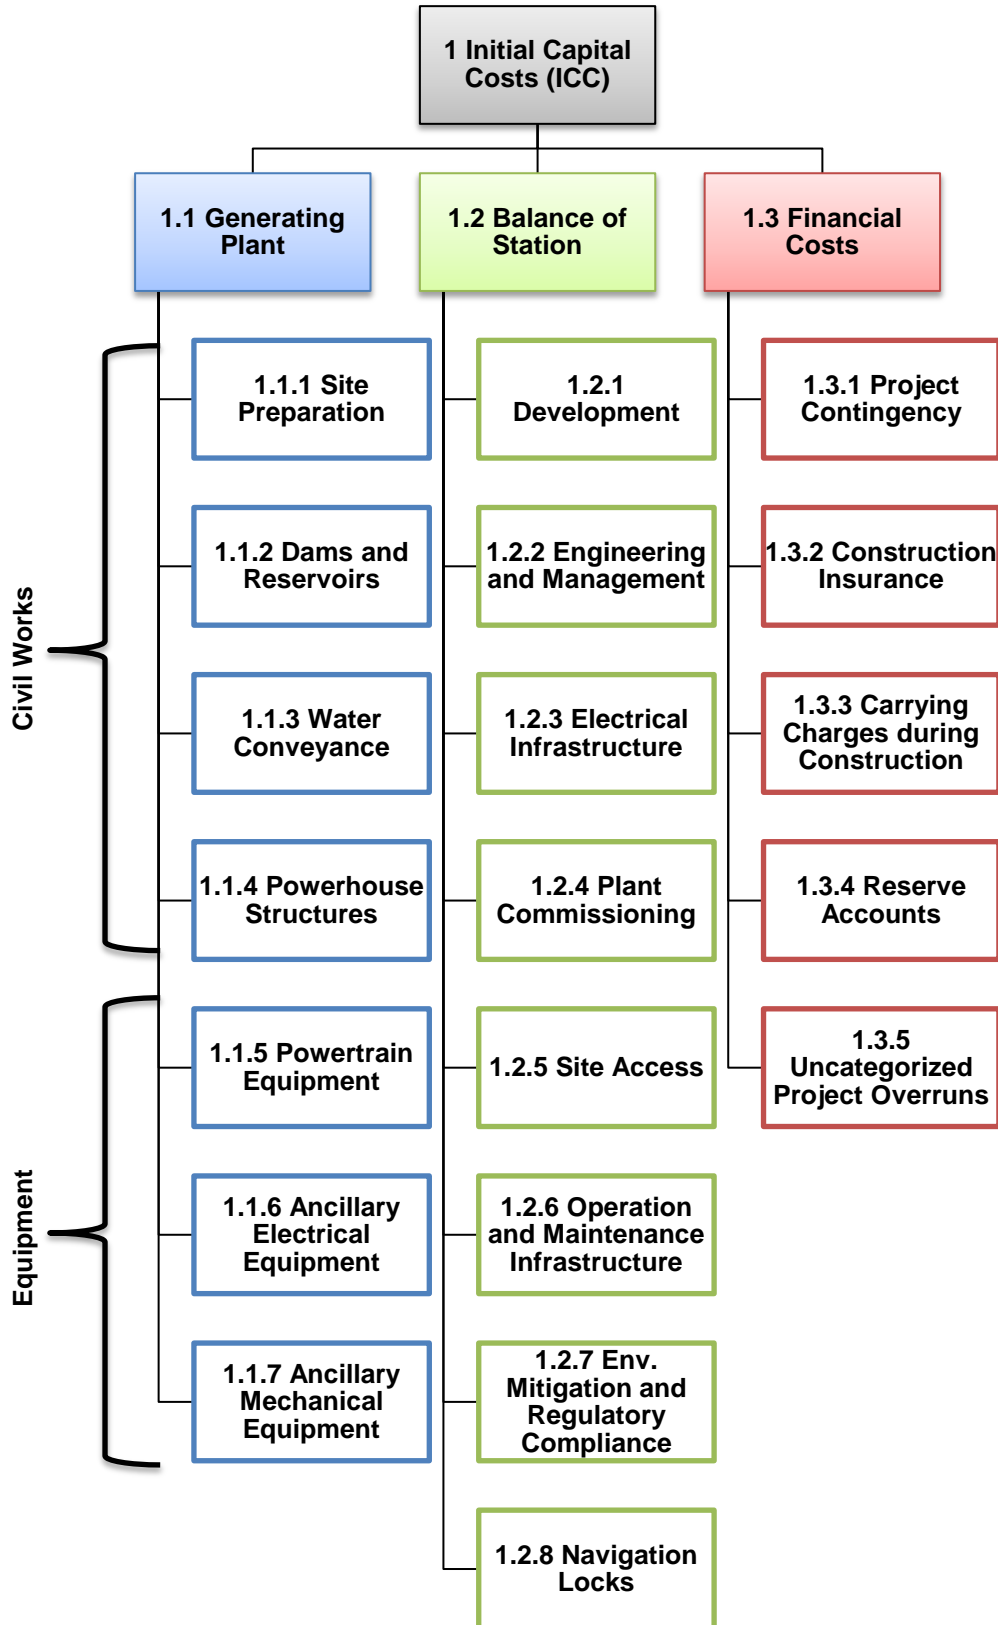 1 Initial Capital
Costs (ICC)
1.1 Generating
Plant
1.2 Balance of
Station
1.3 Financial
Costs
Civil Works
1.1.1 Site
Preparation
1.1.2 Dams and
Reservoirs
1.1.3 Water
Conveyance
1.1.4 Powerhouse
Structures
Equipment
1.1.5 Powertrain
Equipment
1.1.6 Ancillary
Electrical
Equipment
1.1.7 Ancillary
Mechanical
Equipment
1.2.1
Development
1.2.2 Engineering
and Management
1.2.3 Electrical
Infrastructure
1.2.4 Plant
Commissioning
1.2.5 Site Access
1.2.6 Operation
and Maintenance
Infrastructure
1.2.7 Env.
Mitigation and
Regulatory
Compliance
1.2.8 Navigation
Locks
1.3.1 Project
Contingency
1.3.2 Construction
Insurance
1.3.3 Carrying
Charges during
Construction
1.3.4 Reserve
Accounts
1.3.5
Uncategorized
Project Overruns